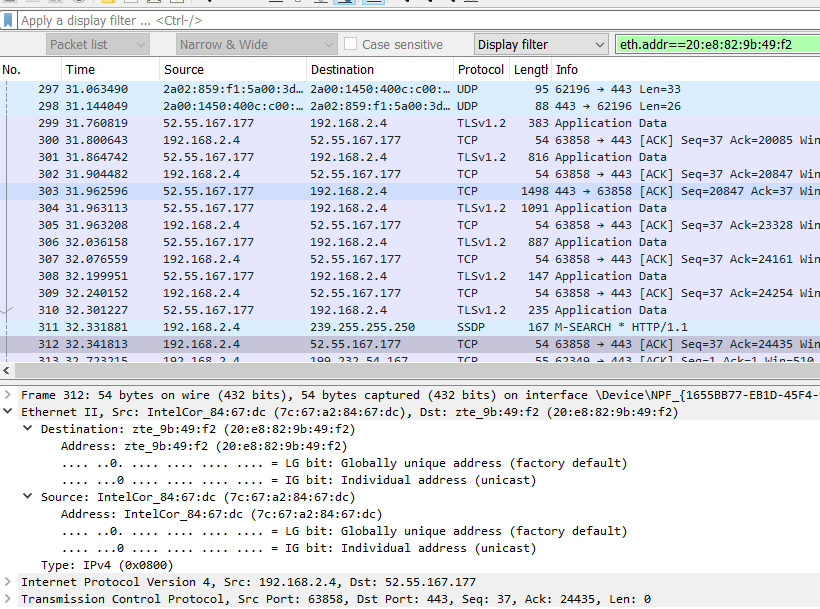 Apply a display filter ... <Ctrl-/>
Packet list Narrow & Wide Case sensitive Display filter eth.addr==20:e8:82:9b:49:f2
No. Time Source Destination Protocol Length Info
297 31.063490 2a02:859:f1:5a00:3d… 2a00:1450:400c:c00:… UDP 95 62196 → 443 Len=33
298 31.144049 2a00:1450:400c:c00:… 2a02:859:f1:5a00:3d… UDP 88 443 → 62196 Len=26
299 31.760819 52.55.167.177 192.168.2.4 TLSv1.2 383 Application Data
300 31.800643 192.168.2.4 52.55.167.177 TCP 54 63858 → 443 [ACK] Seq=37 Ack=20085 Win
301 31.864742 52.55.167.177 192.168.2.4 TLSv1.2 816 Application Data
302 31.904482 192.168.2.4 52.55.167.177 TCP 54 63858 → 443 [ACK] Seq=37 Ack=20847 Win
303 31.962596 52.55.167.177 192.168.2.4 TCP 1498 443 → 63858 [ACK] Seq=20847 Ack=37 Win
304 31.963113 52.55.167.177 192.168.2.4 TLSv1.2 1091 Application Data
305 31.963208 192.168.2.4 52.55.167.177 TCP 54 63858 → 443 [ACK] Seq=37 Ack=23328 Win
306 32.036158 52.55.167.177 192.168.2.4 TLSv1.2 887 Application Data
307 32.076559 192.168.2.4 52.55.167.177 TCP 54 63858 → 443 [ACK] Seq=37 Ack=24161 Win
308 32.199951 52.55.167.177 192.168.2.4 TLSv1.2 147 Application Data
309 32.240152 192.168.2.4 52.55.167.177 TCP 54 63858 → 443 [ACK] Seq=37 Ack=24254 Win
310 32.301227 52.55.167.177 192.168.2.4 TLSv1.2 235 Application Data
311 32.331881 192.168.2.4 239.255.255.250 SSDP 167 M-SEARCH * HTTP/1.1
312 32.341813 192.168.2.4 52.55.167.177 TCP 54 63858 → 443 [ACK] Seq=37 Ack=24435 Win
313 32.723215 192.168.2.4 199.232.54.167 TCP 55 62349 → 443 [ACK] Seq=1 Ack=1 Win=510
Frame 312: 54 bytes on wire (432 bits), 54 bytes captured (432 bits) on interface \Device\NPF_{1655BB77-EB1D-45F4-
Ethernet II, Src: IntelCor_84:67:dc (7c:67:a2:84:67:dc), Dst: zte_9b:49:f2 (20:e8:82:9b:49:f2)
Destination: zte_9b:49:f2 (20:e8:82:9b:49:f2)
Address: zte_9b:49:f2 (20:e8:82:9b:49:f2)
.... ..0. .... .... .... .... = LG bit: Globally unique address (factory default)
.... ...0 .... .... .... .... = IG bit: Individual address (unicast)
Source: IntelCor_84:67:dc (7c:67:a2:84:67:dc)
Address: IntelCor_84:67:dc (7c:67:a2:84:67:dc)
.... ..0. .... .... .... .... = LG bit: Globally unique address (factory default)
.... ...0 .... .... .... .... = IG bit: Individual address (unicast)
Type: IPv4 (0x0800)
Internet Protocol Version 4, Src: 192.168.2.4, Dst: 52.55.167.177
Transmission Control Protocol, Src Port: 63858, Dst Port: 443, Seq: 37, Ack: 24435, Len: 0